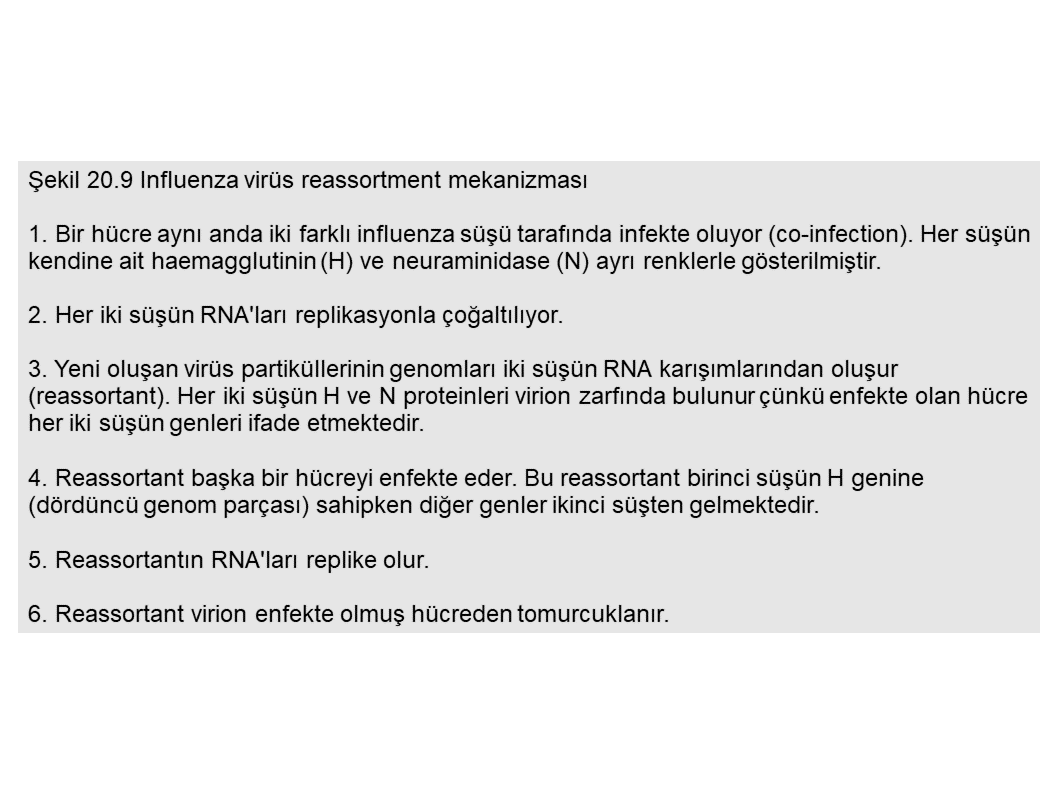 Şekil 20.9 Influenza virüs reassortment mekanizması
1. Bir hücre aynı anda iki farklı influenza süşü tarafında infekte oluyor (co-infection). Her süşün
kendine ait haemagglutinin (H) ve neuraminidase (N) ayrı renklerle gösterilmiştir.
2. Her iki süşün RNA'ları replikasyonla çoğaltılıyor.
3. Yeni oluşan virüs partiküllerinin genomları iki süşün RNA karışımlarından oluşur
(reassortant). Her iki süşün H ve N proteinleri virion zarfında bulunur çünkü enfekte olan hücre
her iki süşün genleri ifade etmektedir.
4. Reassortant başka bir hücreyi enfekte eder. Bu reassortant birinci süşün H genine
(dördüncü genom parçası) sahipken diğer genler ikinci süşten gelmektedir.
5. Reassortantın RNA'ları replike olur.
6. Reassortant virion enfekte olmuş hücreden tomurcuklanır.